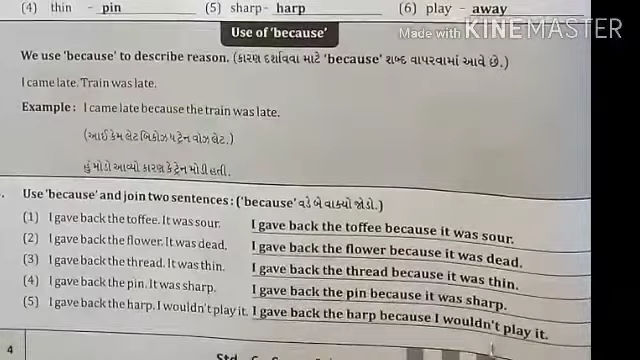 (4) thin - pin (5) sharp- harp (6) play - away
Made with KINEMASTER
Use of 'because'
We use 'because' to describe reason. (કારણ દર્શાવવા માટે 'because' શબ્દ વાપરવામાં આવે છે.)
I came late. Train was late.
Example : I came late because the train was late.
(આઈ કેમ લેટ બિકોઝ ધ ટ્રેન વોઝ લેટ.)
હું મોડો આવ્યો કારણ કે ટ્રેન મોડી હતી.
Use 'because' and join two sentences : ('because' વડે બે વાક્યો જોડો.)
(1) I gave back the toffee. It was sour. I gave back the toffee because it was sour.
(2) I gave back the flower. It was dead. I gave back the flower because it was dead.
(3) I gave back the thread. It was thin. I gave back the thread because it was thin.
(4) I gave back the pin. It was sharp. I gave back the pin because it was sharp.
(5) I gave back the harp. I wouldn't play it. I gave back the harp because I wouldn't play it.
4
Std.